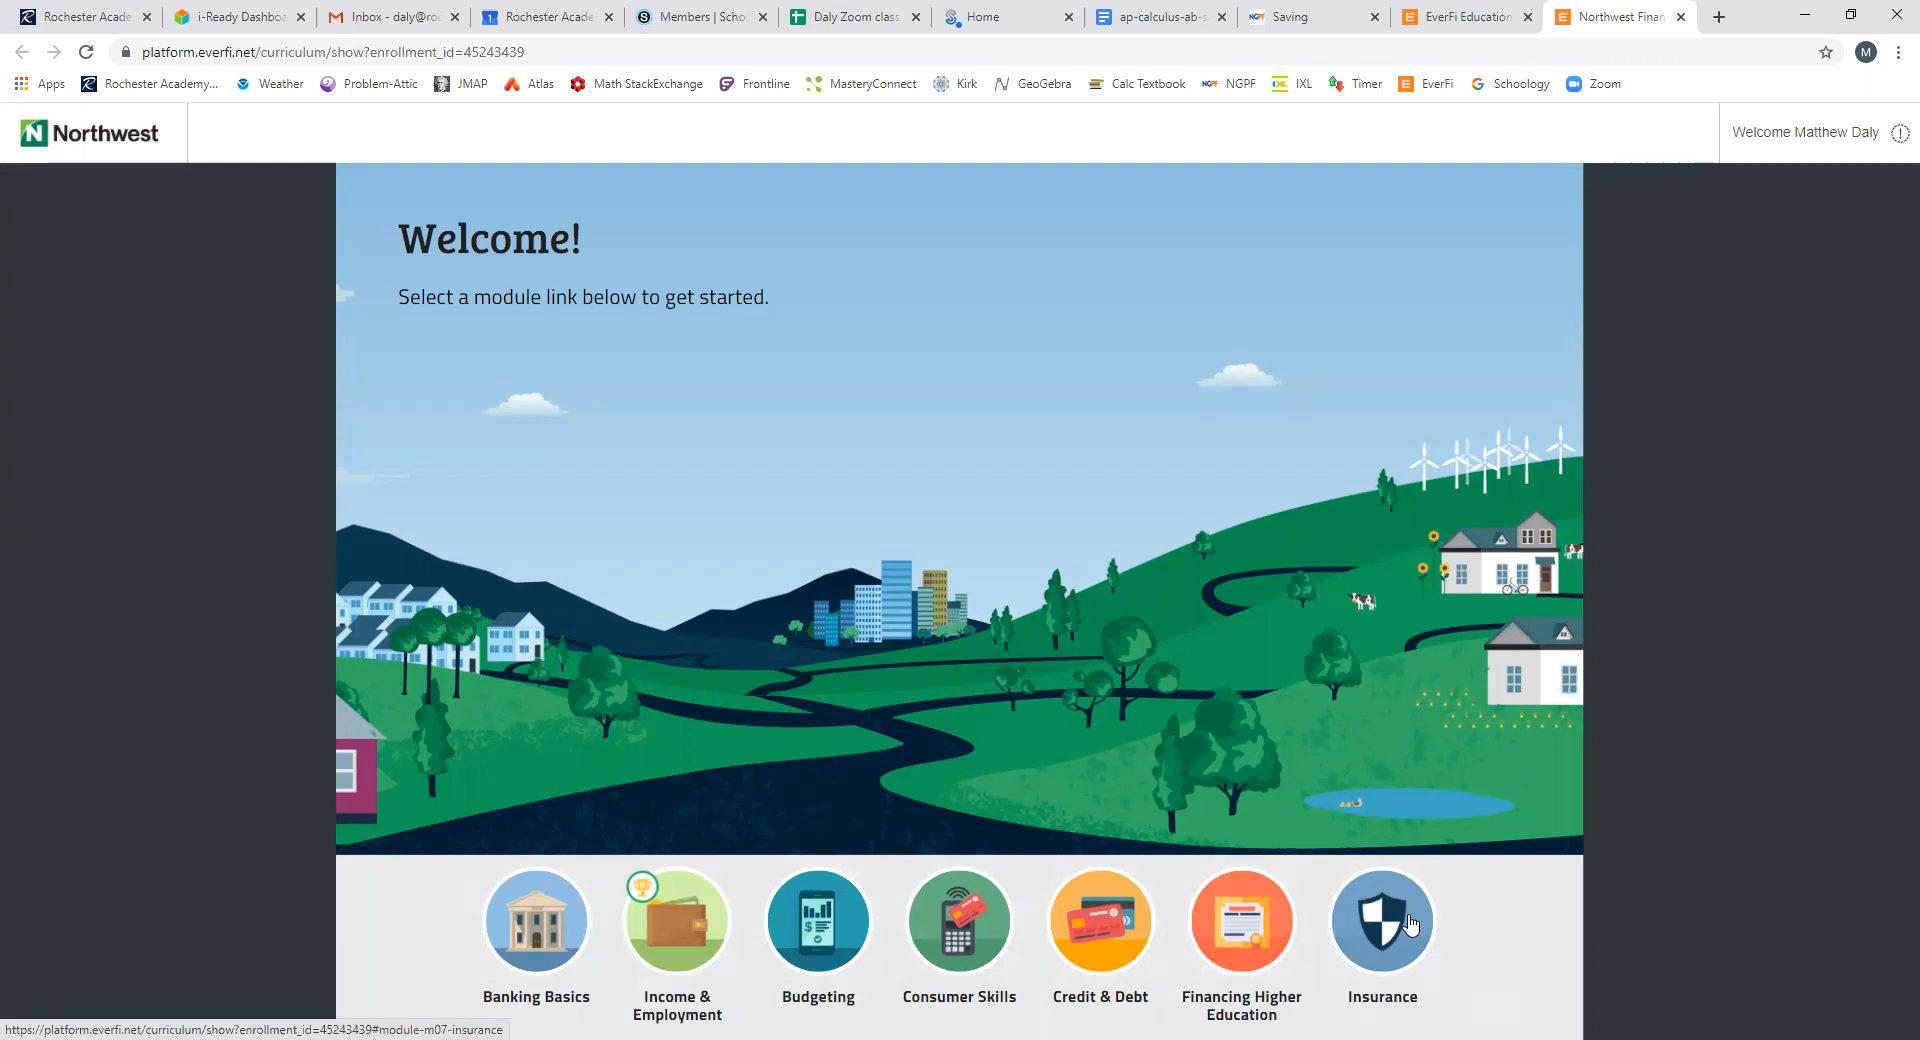 Rochester Acade
i-Ready Dashboa
Inbox - daly@ro
Rochester Acade
Members | Scho
Daly Zoom class
Home
ap-calculus-ab-s
NGPF Saving
EverFi Education
Northwest Finan
platform.everfi.net/curriculum/show?enrollment_id=45243439
M
Apps
Rochester Academy...
Weather
Problem-Attic
JMAP
Atlas
Math StackExchange
Frontline
MasteryConnect
Kirk
GeoGebra
Calc Textbook
NGPF NGPF
IXL IXL
Timer
EverFi
Schoology
Zoom
N Northwest
Welcome Matthew Daly
Welcome!
Select a module link below to get started.
Banking Basics
Income &
Employment
Budgeting
Consumer Skills
Credit & Debt
Financing Higher
Education
Insurance
https://platform.everfi.net/curriculum/show?enrollment_id=45243439#module-m07-insurance